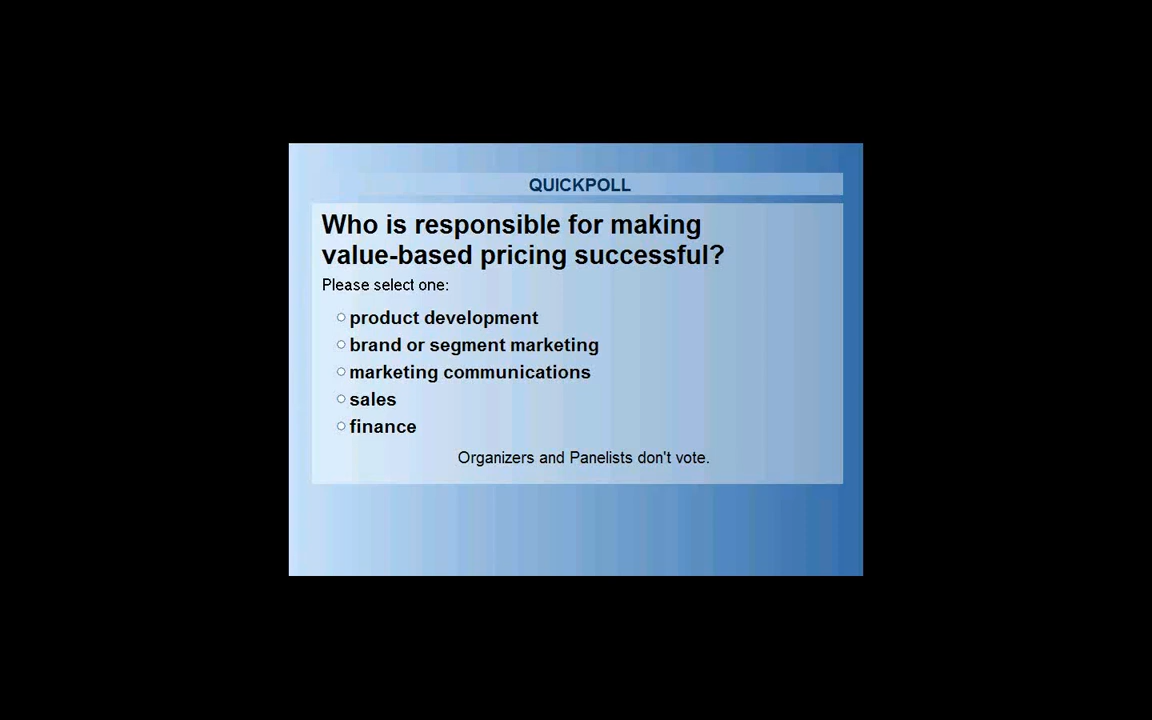 QUICKPOLL
Who is responsible for making
value-based pricing successful?
Please select one:
product development
brand or segment marketing
marketing communications
sales
finance
Organizers and Panelists don't vote.